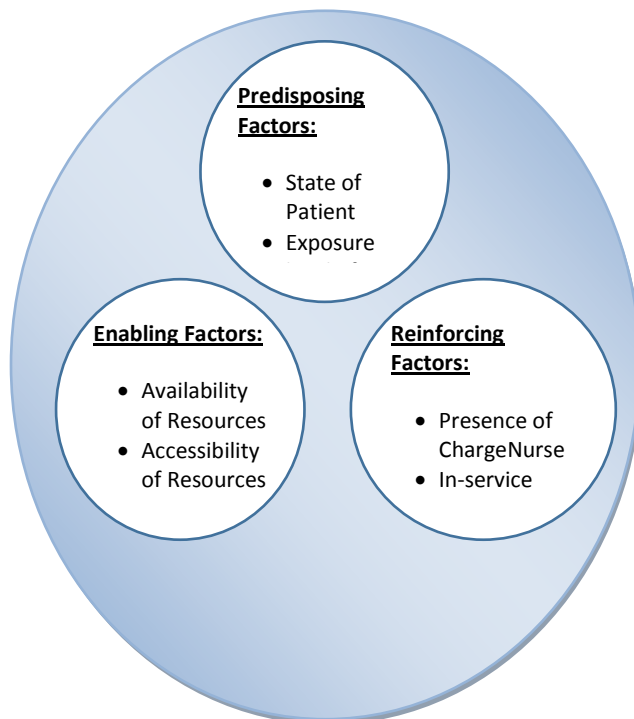 Predisposing
Factors:
• State of
Patient
• Exposure
Enabling Factors:
• Availability
of Resources
• Accessibility
of Resources
Reinforcing
Factors:
• Presence of
ChargeNurse
• In-service